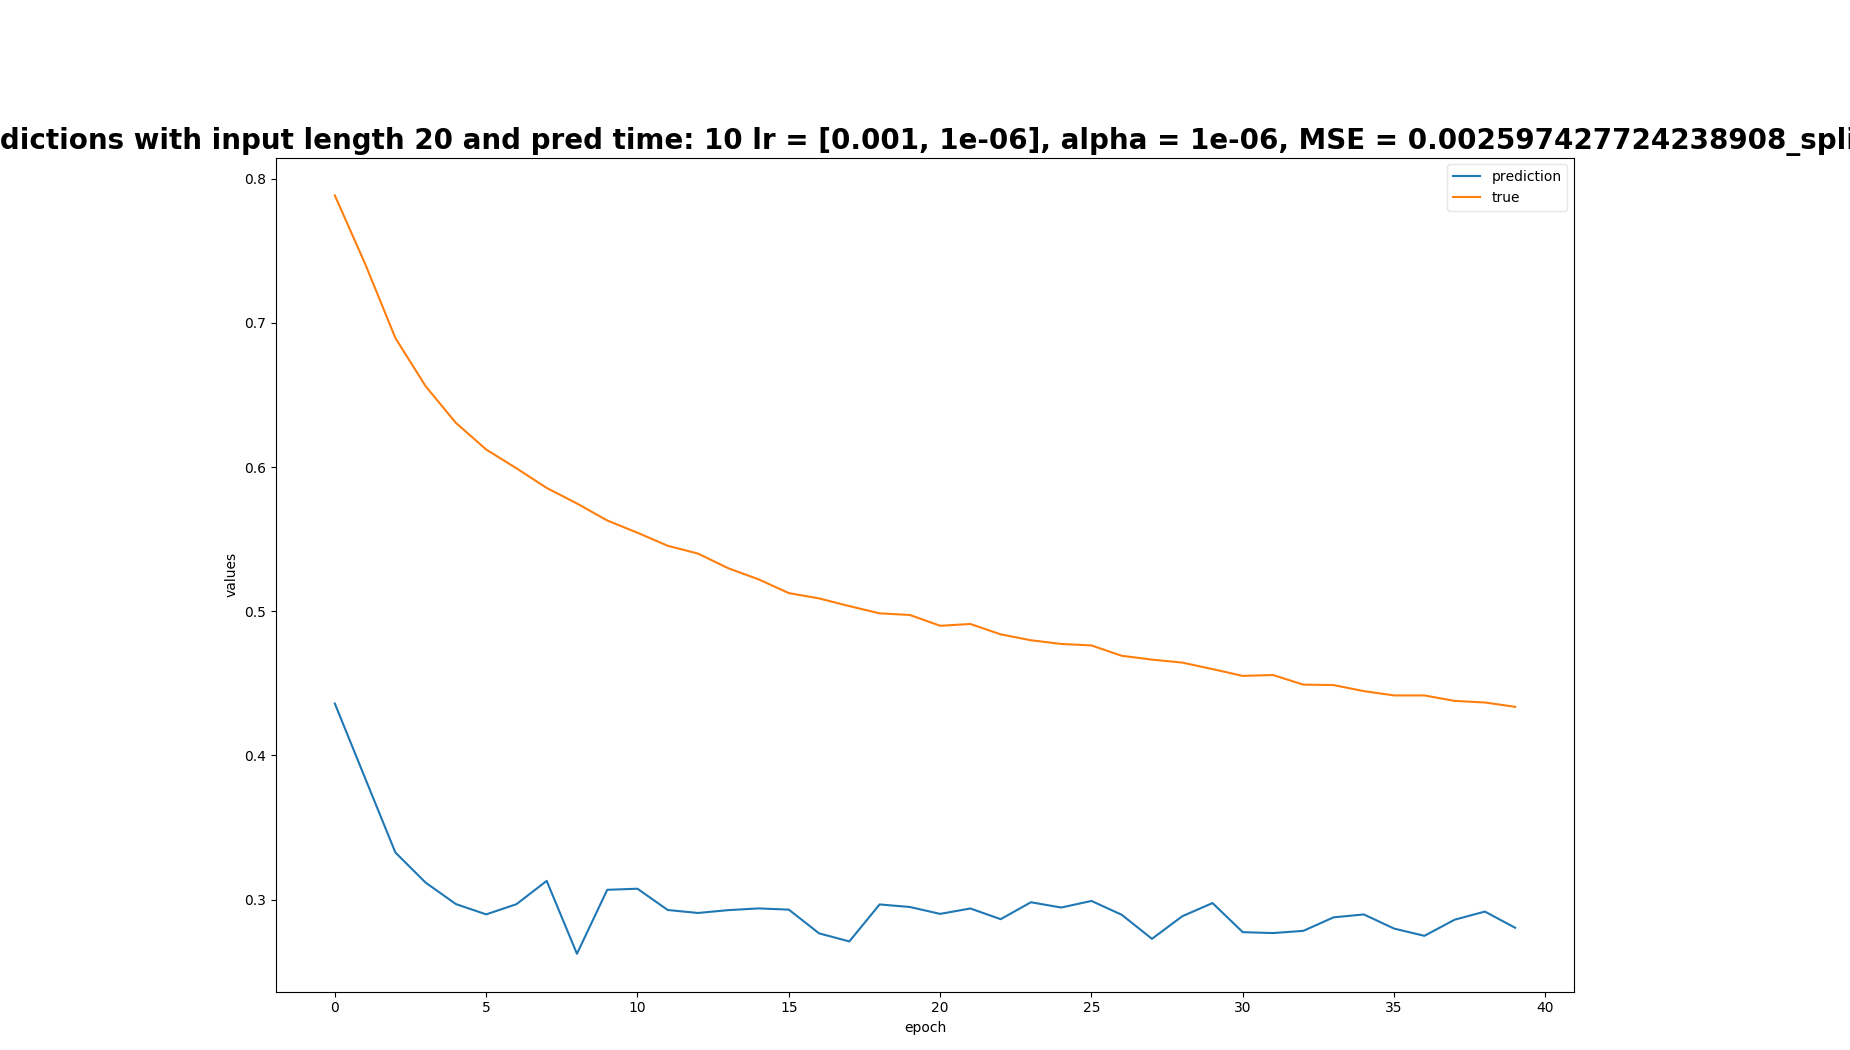 dictions with input length 20 and pred time: 10 lr = [0.001, 1e-06], alpha = 1e-06, MSE = 0.002597427724238908_spli
prediction
true
0.8
0.7
0.6
0.5
0.4
0.3
values
0 5 10 15 20 25 30 35 40
epoch